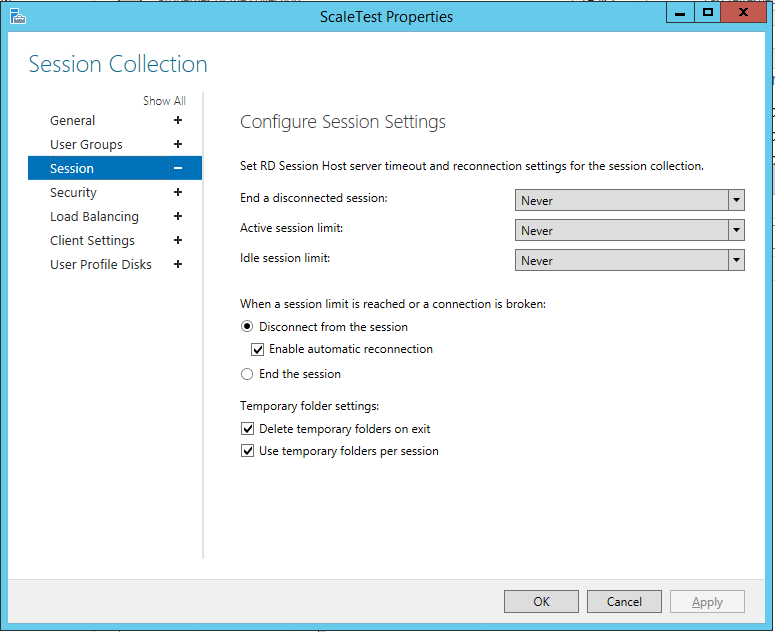 ScaleTest Properties
Session Collection
Show All
General
User Groups
Session
Security
Load Balancing
Client Settings
User Profile Disks
Configure Session Settings
Set RD Session Host server timeout and reconnection settings for the session collection.
End a disconnected session: Never
Active session limit: Never
Idle session limit: Never
When a session limit is reached or a connection is broken:
Disconnect from the session
Enable automatic reconnection
End the session
Temporary folder settings:
Delete temporary folders on exit
Use temporary folders per session
OK Cancel Apply